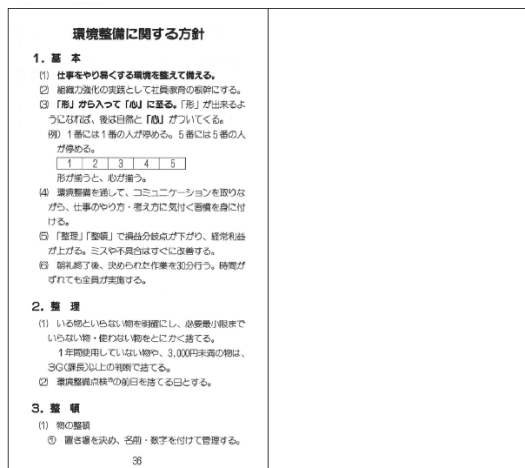 環境整備に関する方針
1. 基 本
(1) 仕事をやり易くする環境を整えて備える。
(2) 組織力強化の実践として社員教育の根幹にする。
(3) 「形」から入って「心」に至る。「形」が出来るよ
うになれば、後は自然と「心」がついてくる。
例) 1番には1番の人が停める。5番には5番の人
が停める。
1 2 3 4 5
形が揃うと、心が揃う。
(4) 環境整備を通して、コミュニケーションを取りな
がら、仕事のやり方・考え方に気付く習慣を身に付
ける。
(5) 「整理」「整頓」で損益分岐点が下がり、経常利益
が上がる。ミスや不具合はすぐに改善する。
(6) 朝礼終了後、決められた作業を30分行う。時間が
ずれても全員が実施する。
2. 整 理
(1) いる物といらない物を明確にし、必要最小限まで
いらない物・使わない物をとにかく捨てる。
1年間使用していない物や、3,000円未満の物は、
3G(課長)以上の判断で捨てる。
(2) 環境整備点検®の前日を捨てる日とする。
3. 整 頓
(1) 物の整頓
① 置き場を決め、名前・数字を付けて管理する。
36